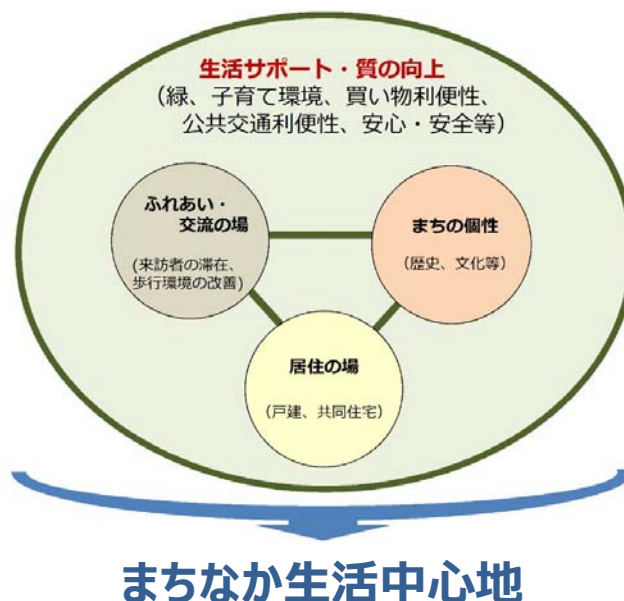 生活サポート・質の向上
（緑、子育て環境、買い物利便性、
公共交通利便性、安心・安全等）
ふれあい・
交流の場
(来訪者の滞在、
歩行環境の改善)
まちの個性
（歴史、文化等）
居住の場
（戸建、共同住宅）
まちなか生活中心地